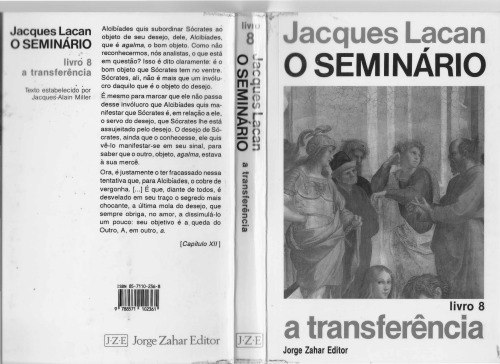 Jacques Lacan
O SEMINÁRIO
livro 8
a transferência
Texto estabelecido por
Jacques-Alain Miller
Alcibíades quis subordinar Sócrates ao
objeto de seu desejo, dele, Alcibíades,
que é agalma, o bom objeto. Como não
reconhecermos, nós analistas, o que está
em questão? Isso é dito claramente: é o
bom objeto que Sócrates tem no ventre.
Sócrates, ali, não é mais que um invólu-
cro daquilo que é o objeto do desejo.
É mesmo para marcar que ele não passa
desse invólucro que Alcibíades quis ma-
nifestar que Sócrates é, em relação a ele,
o servo do desejo, que Sócrates lhe está
assujeitado pelo desejo. O desejo de Só-
crates, ainda que o conhecesse, ele quis
vê-lo manifestar-se em seu sinal, para
saber que o outro, objeto, agalma, estava
à sua mercê.
Ora, é justamente o ter fracassado nessa
tentativa que, para Alcibíades, o cobre de
vergonha. [...] É que, diante de todos, é
desvelado em seu traço o segredo mais
chocante, a última mola do desejo, que
sempre obriga, no amor, a dissimulá-lo
um pouco: seu objetivo é a queda do
Outro, A, em outro, a.
[Capítulo XII]
ISBN 85-7110-236-8
9 788571 102361
J·Z·E Jorge Zahar Editor
livro
8
Jacques Lacan
O SEMINÁRIO
a transferência
J·Z·E
Jacques Lacan
O SEMINÁRIO
livro 8
a transferência
Jorge Zahar Editor